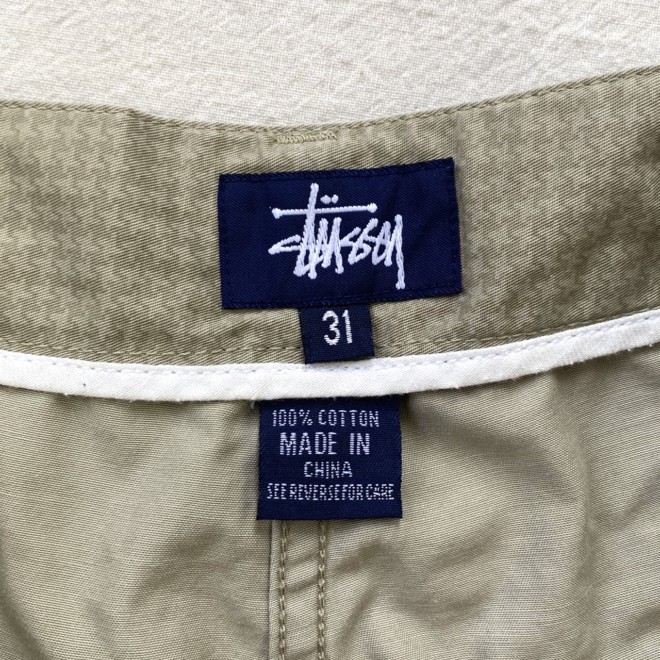 Stüssy
31
100% COTTON
MADE IN
CHINA
SEE REVERSE FOR CARE